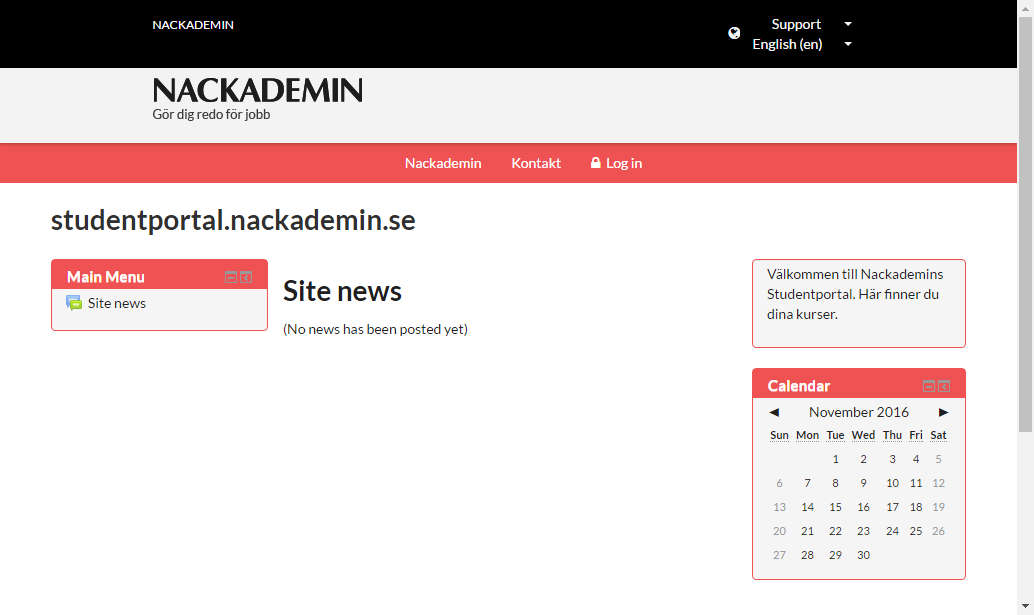 NACKADEMIN
Support
English (en)
NACKADEMIN
Gör dig redo för jobb
Nackademin Kontakt Log in
studentportal.nackademin.se
Main Menu
Site news
Site news
(No news has been posted yet)
Välkommen till Nackademins
Studentportal. Här finner du
dina kurser.
Calendar
◀ November 2016 ▶
Sun Mon Tue Wed Thu Fri Sat
1 2 3 4 5
6 7 8 9 10 11 12
13 14 15 16 17 18 19
20 21 22 23 24 25 26
27 28 29 30